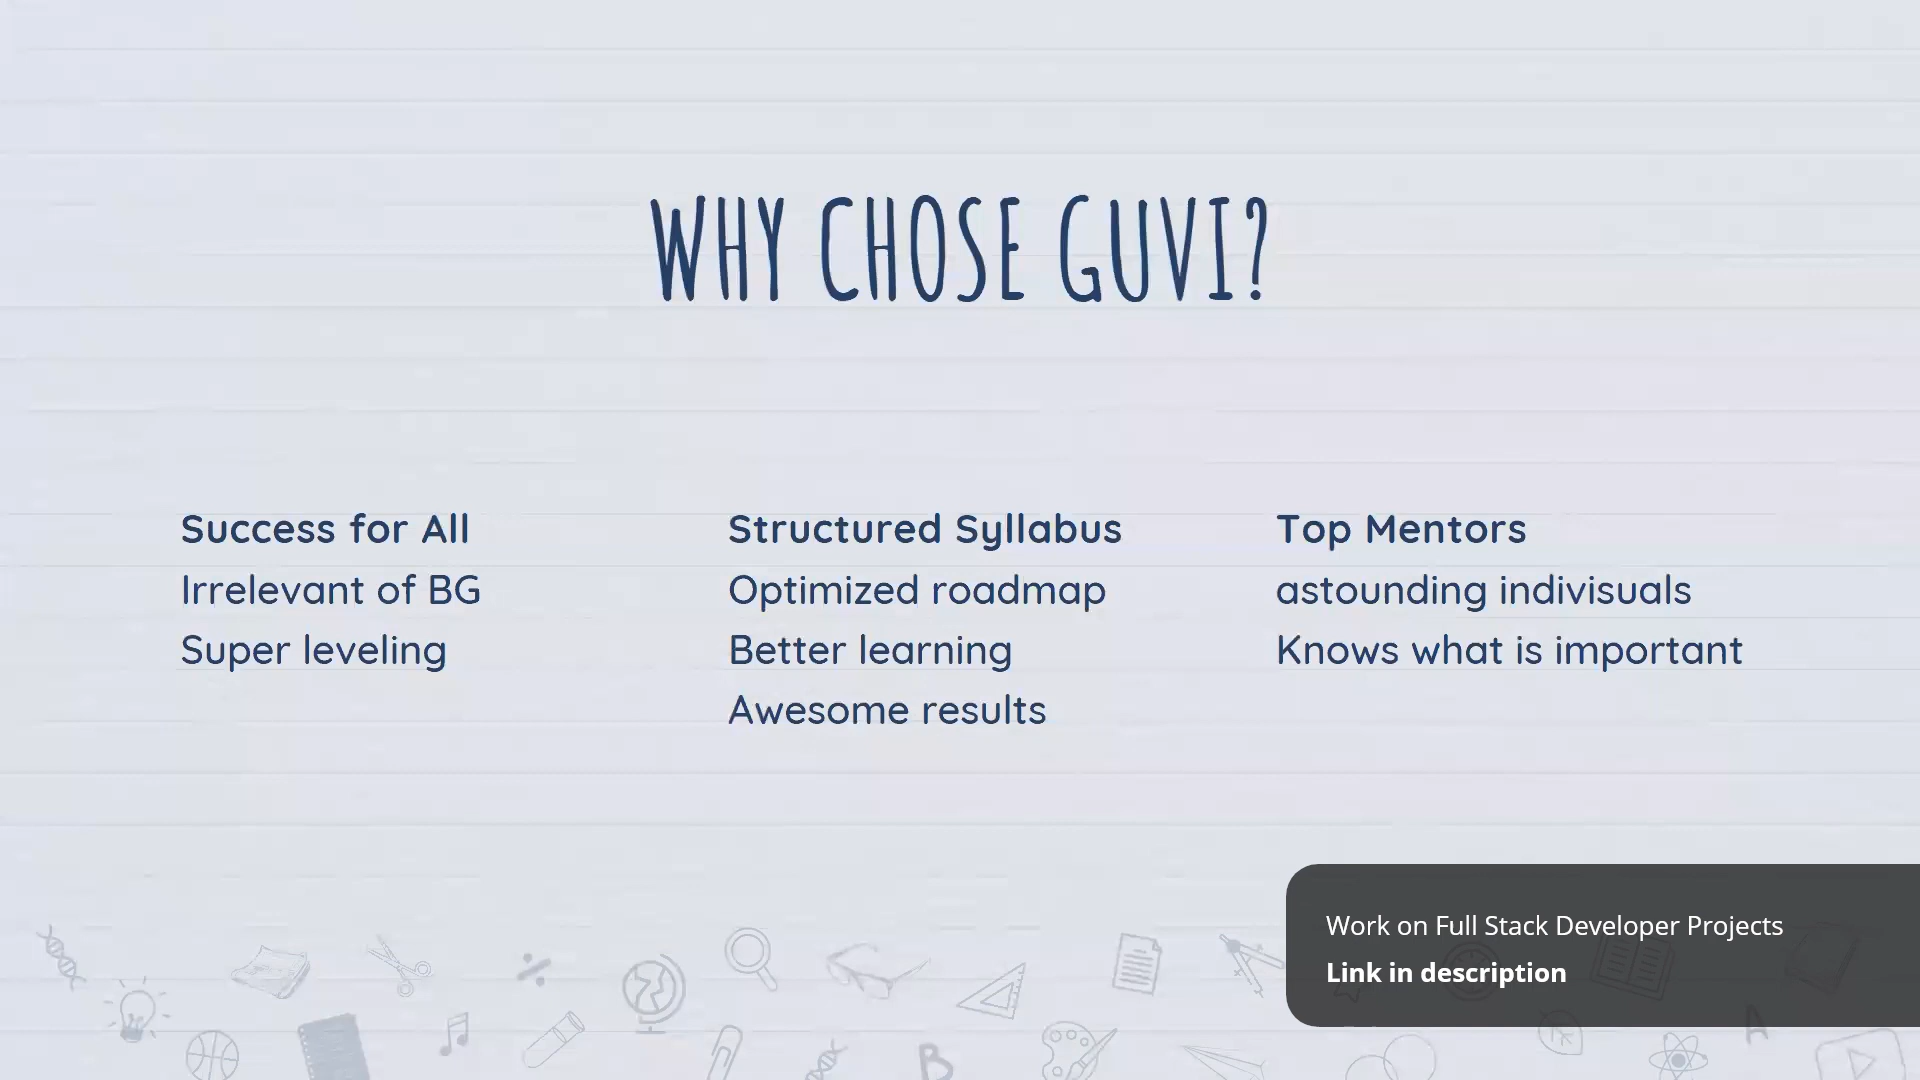 WHY CHOSE GUVI?
Success for All
Irrelevant of BG
Super leveling
Structured Syllabus
Optimized roadmap
Better learning
Awesome results
Top Mentors
astounding indivisuals
Knows what is important
Work on Full Stack Developer Projects
Link in description